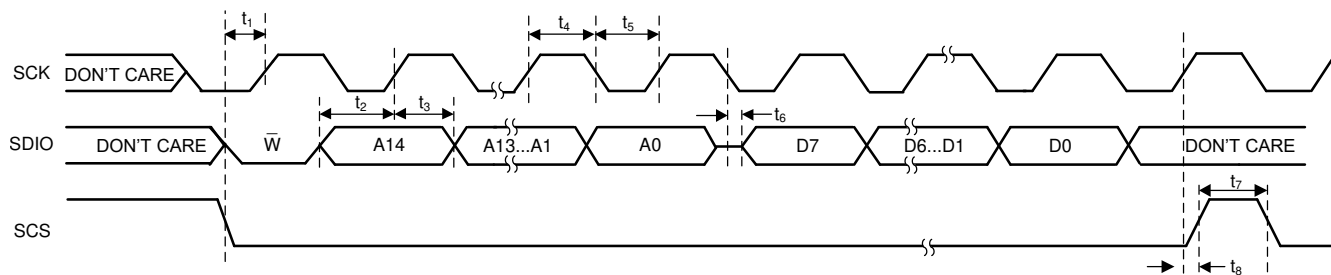 t1
t4
t5
SCK
DON'T CARE
t2
t3
t6
SDIO
DON'T CARE
W̅
A14
A13...A1
A0
D7
D6...D1
D0
DON'T CARE
t7
SCS
t8